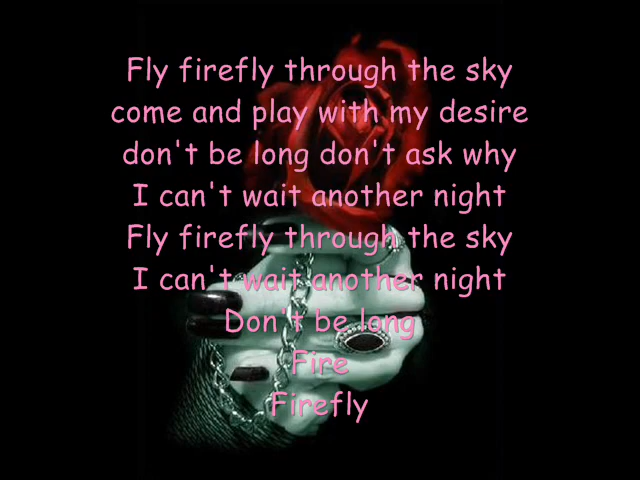 Fly firefly through the sky
come and play with my desire
don't be long don't ask why
I can't wait another night
Fly firefly through the sky
I can't wait another night
Don't be long
Fire
Firefly